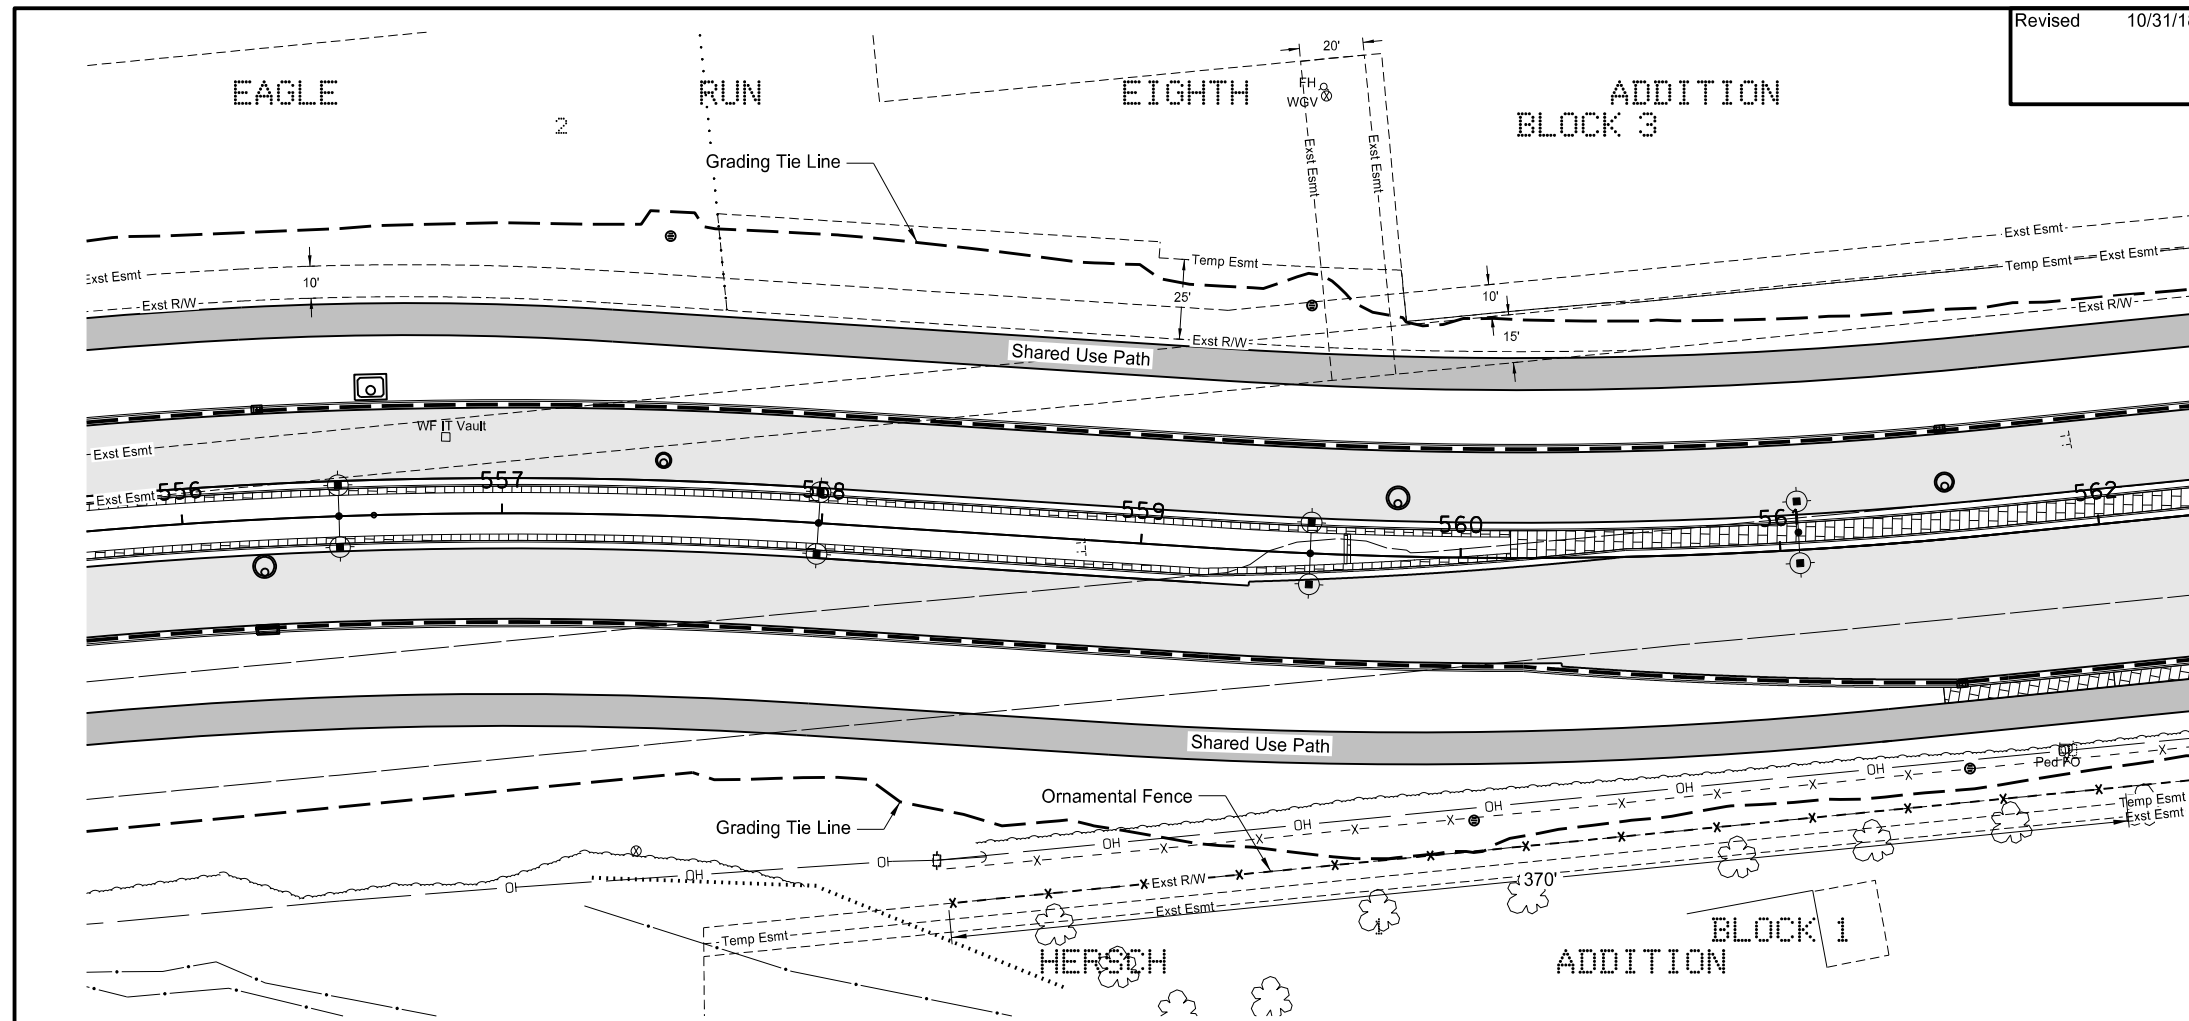 Revised 10/31/18
20'
FH
WGV
EAGLE RUN EIGHTH ADDITION
2
BLOCK 3
Exst Esmt
Exst Esmt
Grading Tie Line
Exst Esmt
Temp Esmt
Temp Esmt
Exst Esmt
Exst Esmt
10'
25'
10'
Exst R/W
Exst R/W
15'
Exst R/W
Shared Use Path
WF IT Vault
Exst Esmt
Exst Esmt
556
557
558
559
560
561
562
Shared Use Path
Ped Po
OH
OH
OH
OH
OH
OH
OH
Ornamental Fence
Grading Tie Line
Temp Esmt
Exst Esmt
Exst R/W
370'
Exst Esmt
Temp Esmt
BLOCK 1
HERSCH ADDITION